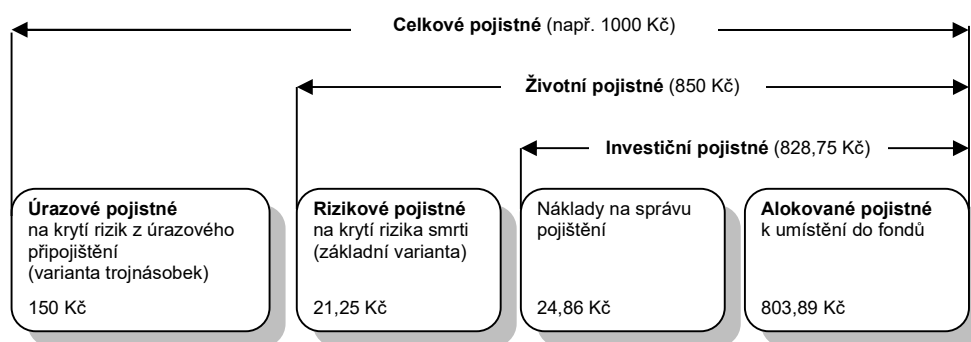 Celkové pojistné (např. 1000 Kč)
Životní pojistné (850 Kč)
Investiční pojistné (828,75 Kč)
Úrazové pojistné
na krytí rizik z úrazového
připojištění
(varianta trojnásobek)
150 Kč
Rizikové pojistné
na krytí rizika smrti
(základní varianta)
21,25 Kč
Náklady na správu
pojištění
24,86 Kč
Alokované pojistné
k umístění do fondů
803,89 Kč